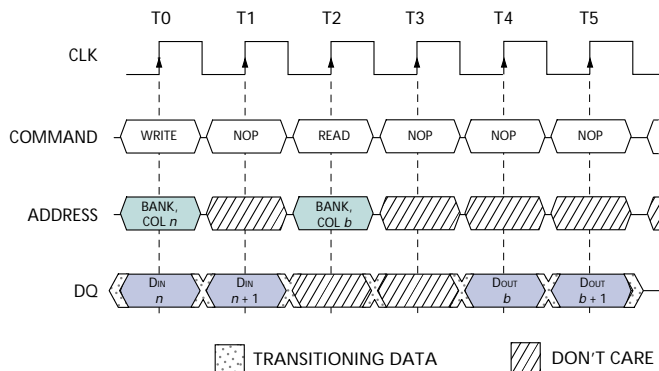 T0 T1 T2 T3 T4 T5
CLK
COMMAND WRITE NOP READ NOP NOP NOP
ADDRESS BANK, COL n BANK, COL b
DQ DIN n DIN n + 1 DOUT b DOUT b + 1
TRANSITIONING DATA DON'T CARE